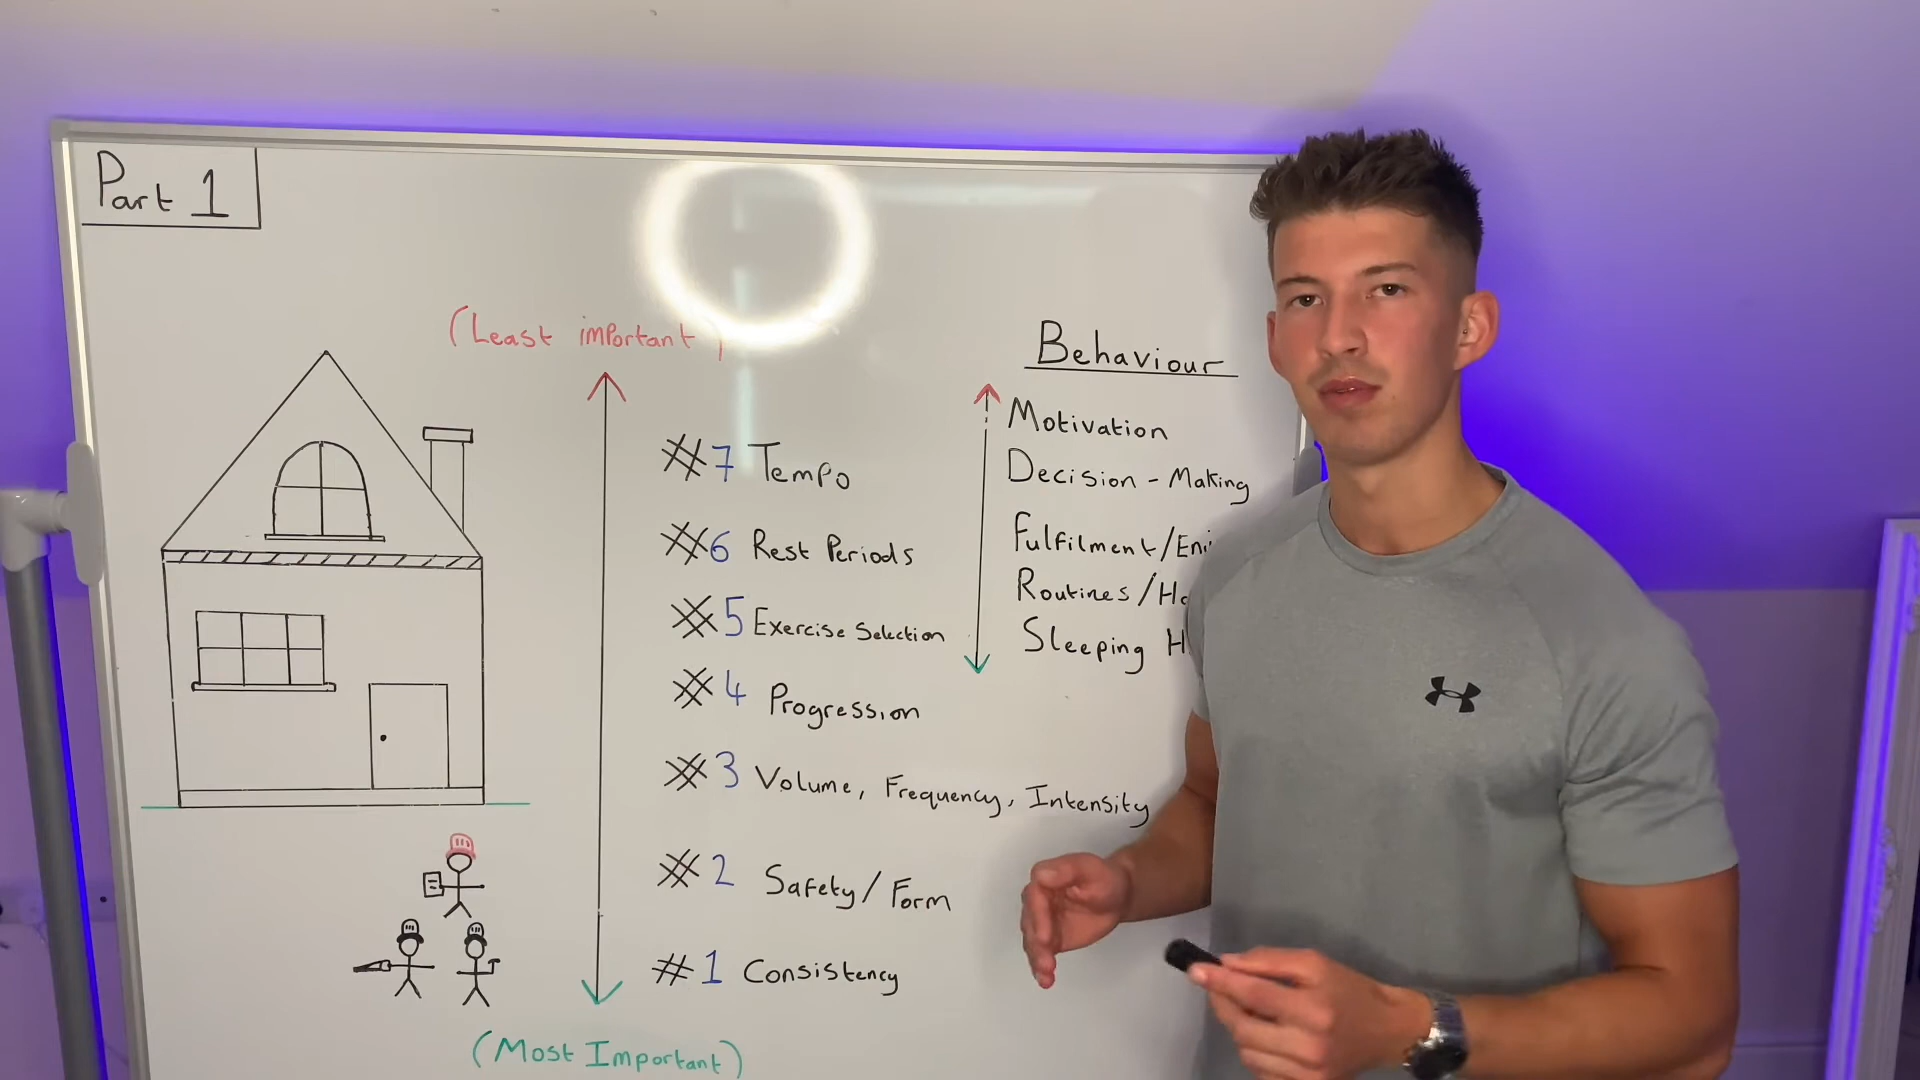 Part 1
(Least important)
#7 Tempo
#6 Rest Periods
#5 Exercise Selection
#4 Progression
#3 Volume, Frequency, Intensity
#2 Safety/Form
#1 Consistency
(Most Important)
Behaviour
Motivation
Decision-Making
Fulfilment/
Routines/
Sleeping